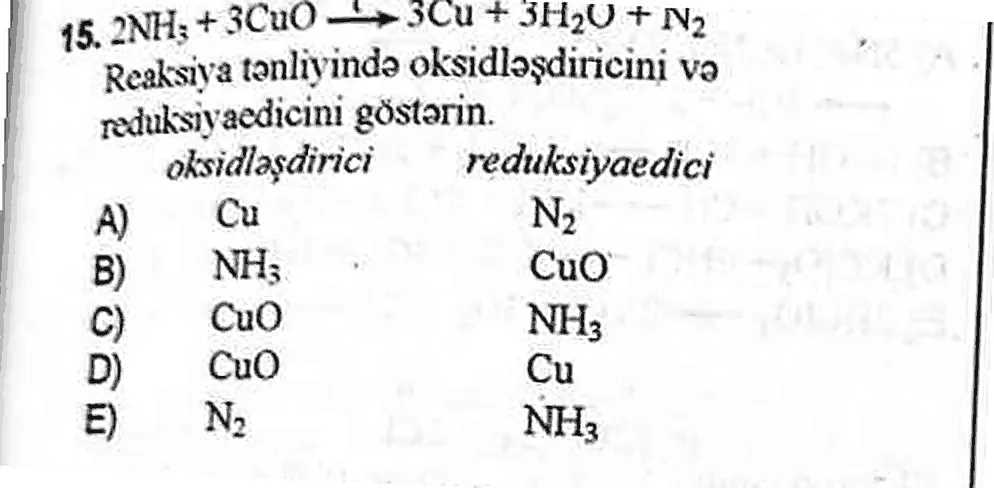 15. 2NH₃ + 3CuO —t→ 3Cu + 3H₂O + N₂
Reaksiya tənliyində oksidləşdiricini və
reduksiyaedicini göstərin.
oksidləşdirici reduksiyaedici
A) Cu N₂
B) NH₃ CuO
C) CuO NH₃
D) CuO Cu
E) N₂ NH₃